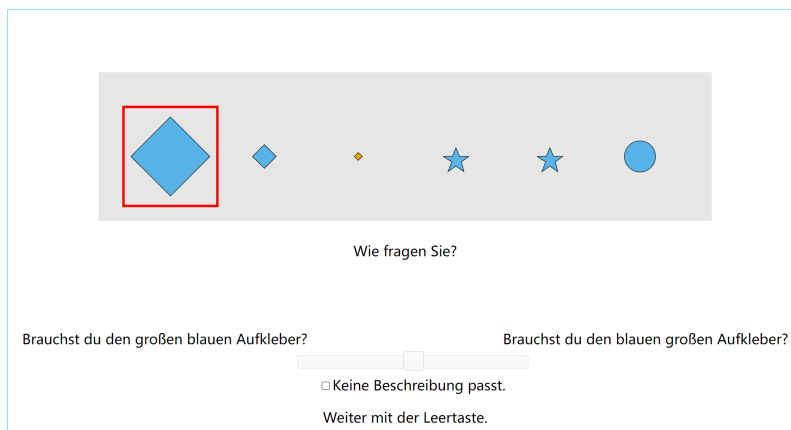 Wie fragen Sie?
Brauchst du den großen blauen Aufkleber?
Brauchst du den blauen großen Aufkleber?
Keine Beschreibung passt.
Weiter mit der Leertaste.